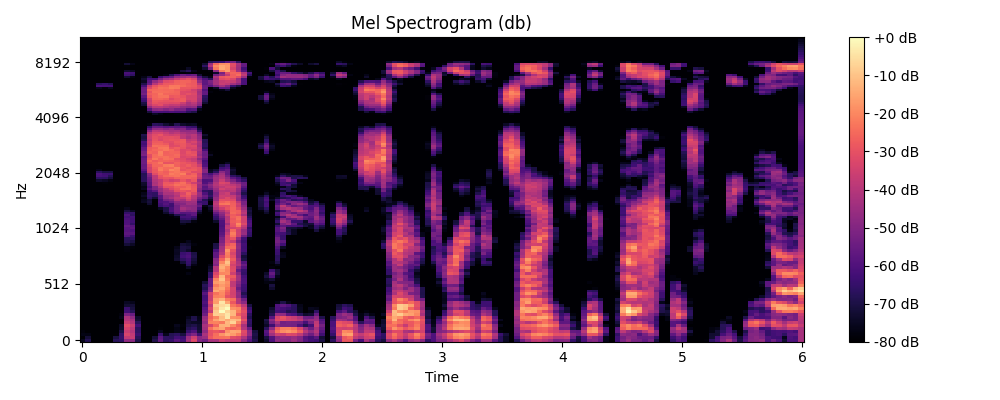 Mel Spectrogram (db)
8192
4096
2048
1024
512
0
Hz
0 1 2 3 4 5 6
Time
+0 dB
-10 dB
-20 dB
-30 dB
-40 dB
-50 dB
-60 dB
-70 dB
-80 dB